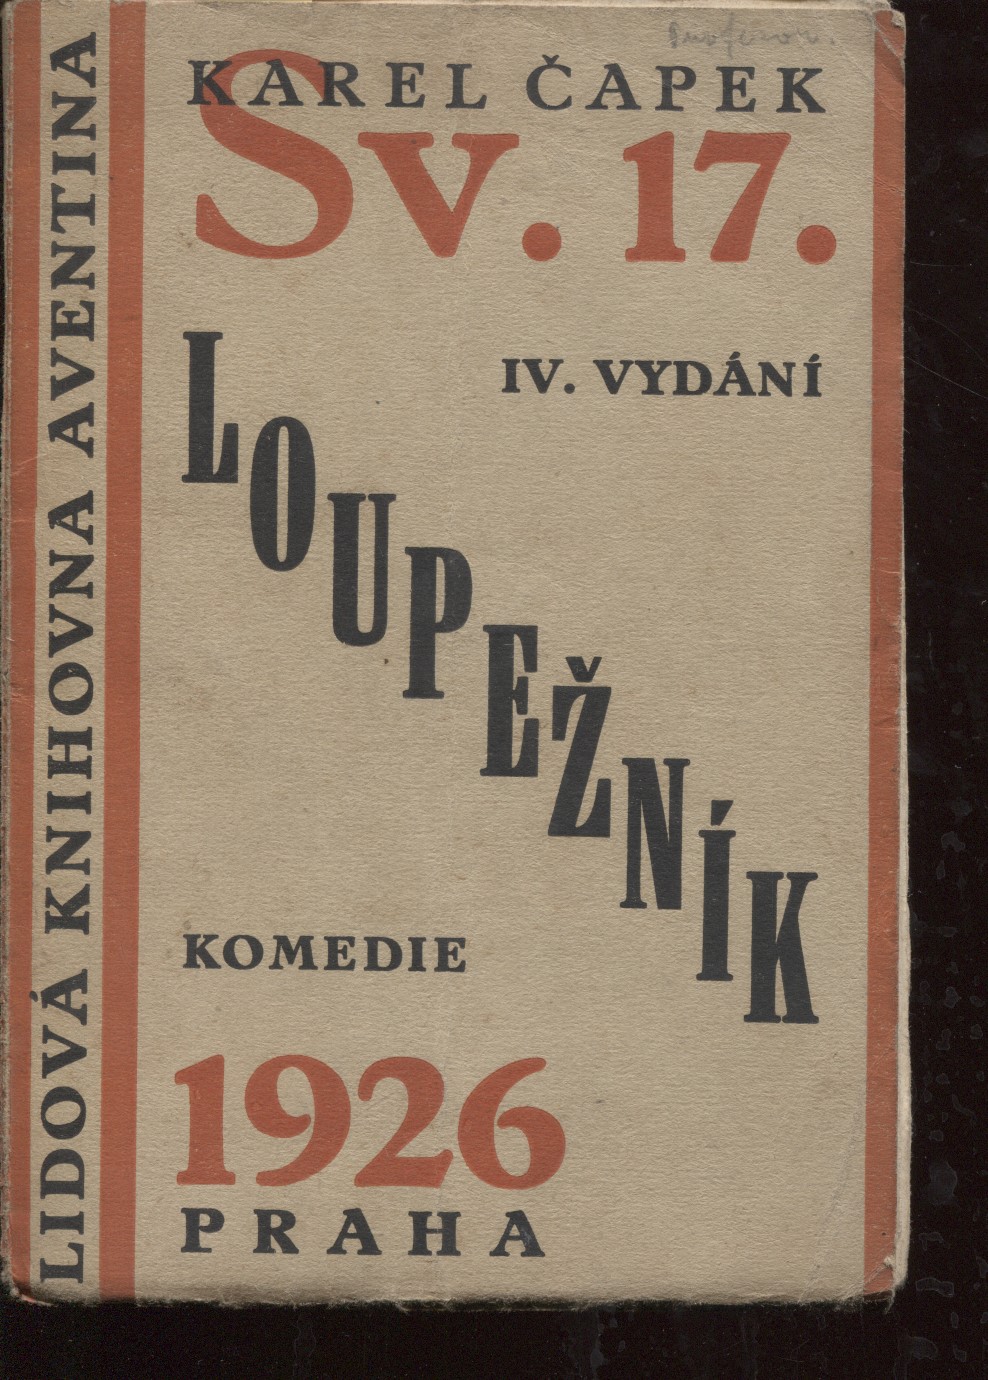 KAREL ČAPEK
Sv. 17.
IV. VYDÁNÍ
LOUPEŽNÍK
KOMEDIE
1926
PRAHA
LIDOVÁ KNIHOVNA AVENTINA